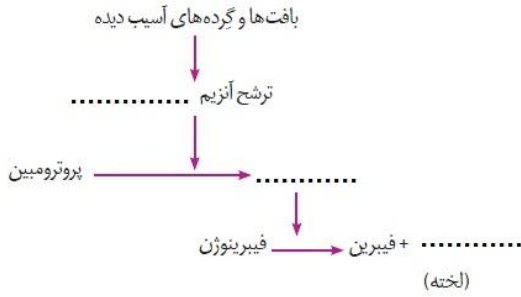 بافت‌ها و گِرده‌های آسیب دیده
ترشح آنزیم ................
پروترومبین
............
فیبرینوژن
فیبرین + ............
(لخته)